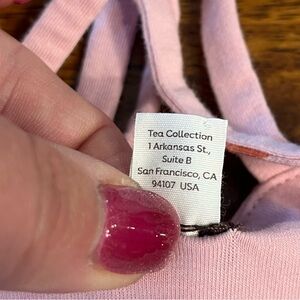 Tea Collection
1 Arkansas St.,
Suite B
San Francisco, CA
94107 USA